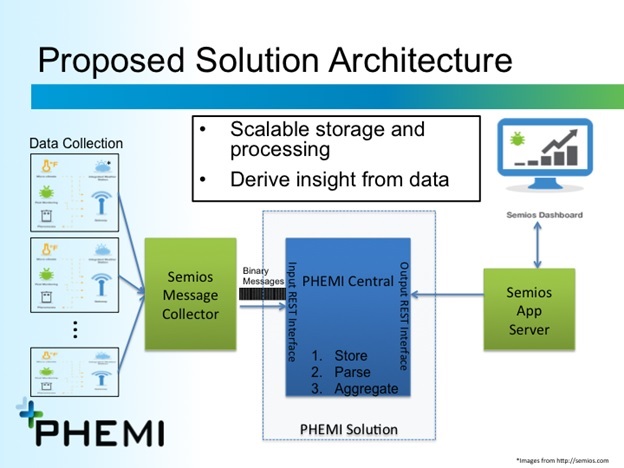 Proposed Solution Architecture
• Scalable storage and
processing
• Derive insight from data
Data Collection
°F
°F
°F
Semios
Message
Collector
Binary
Messages
Input REST Interface
PHEMI Central
Output REST Interface
1. Store
2. Parse
3. Aggregate
PHEMI Solution
Semios Dashboard
Semios
App
Server
PHEMI
*Images from http://semios.com